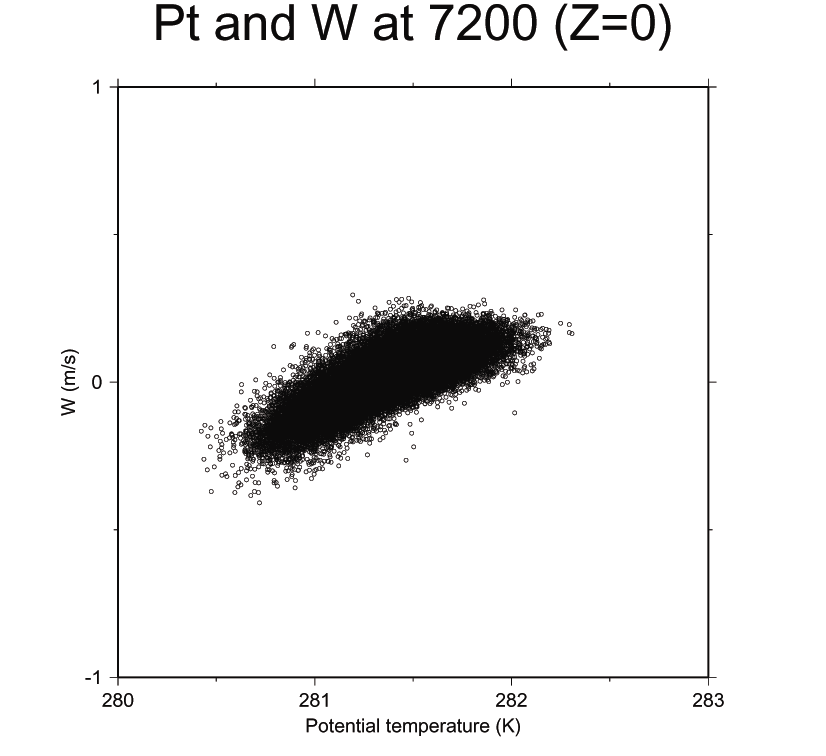 Pt and W at 7200 (Z=0)
1
W (m/s)
0
-1
280 281 282 283
Potential temperature (K)